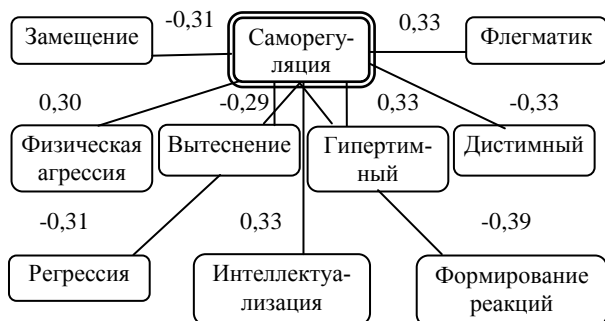 -0,31
0,33
Замещение
Саморегу-
ляция
Флегматик
0,30
-0,29
0,33
-0,33
Физическая
агрессия
Вытеснение
Гипертим-
ный
Дистимный
-0,31
0,33
-0,39
Регрессия
Интеллектуа-
лизация
Формирование
реакций